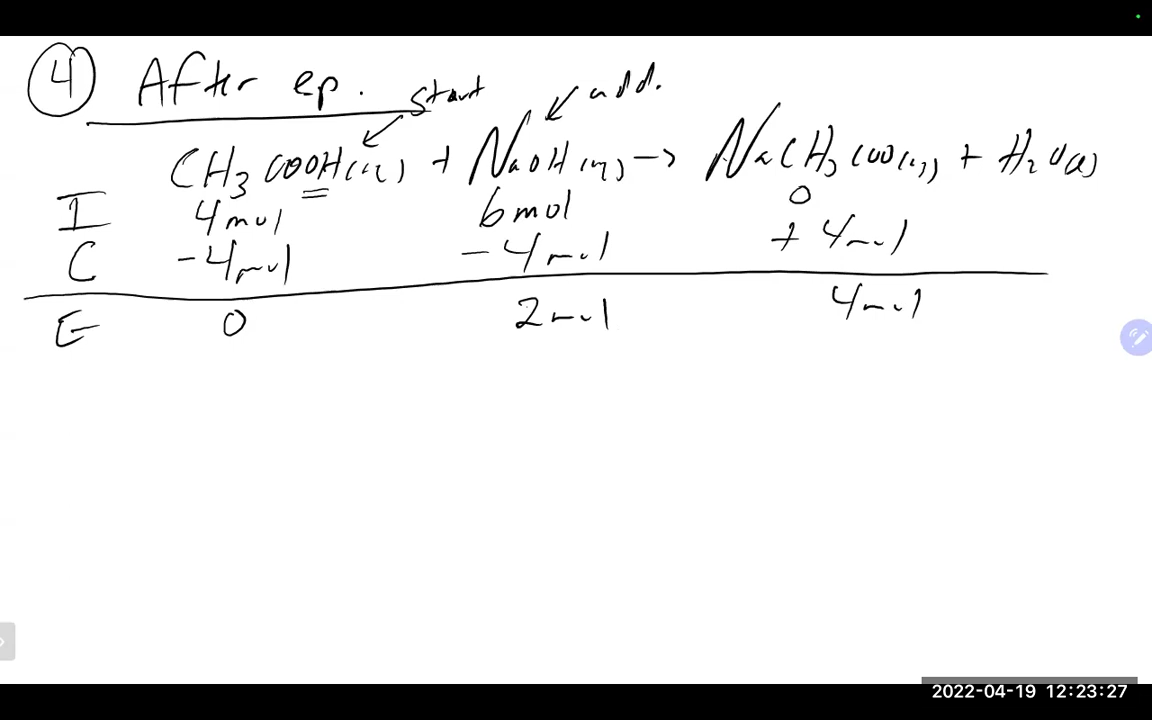 ④ After ep.
start add.
CH₃COOH(aq) + NaOH(aq) → NaCH₃COO(aq) + H₂O(l)
I 4mol 6mol 0
C -4mol -4mol +4mol
E 0 2mol 4mol
2022-04-19 12:23:27